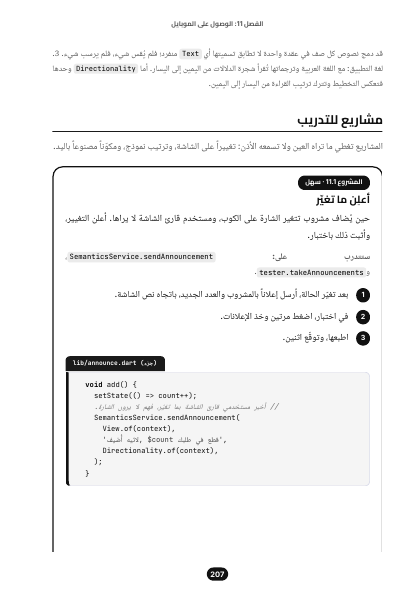 الفصل 11: الوصول على الموبايل
قد دمج نصوص كل صف في عقدة واحدة لا تطابق تسميتها أي Text منفرد؛ فلم يُقس شيء، فلم يرسب شيء. 3.
لغة التطبيق: مع اللغة العربية وترجماتها تُقرأ شجرة الدلالات من اليمين إلى اليسار. أما Directionality وحدها
فتعكس التخطيط وتترك ترتيب القراءة من اليسار إلى اليمين.
مشاريع للتدريب
المشاريع تغطي ما تراه العين ولا تسمعه الأذن: تغييراً على الشاشة، وترتيب نموذج، ومكوّناً مصنوعاً باليد.
المشروع 11.1 · سهل
أعلِن ما تغيّر
حين يُضاف مشروب تتغير الشارة على الكوب، ومستخدم قارئ الشاشة لا يراها. أعلن التغيير،
وأثبت ذلك باختبار.
ستتدرب على: SemanticsService.sendAnnouncement،
وtester.takeAnnouncements.
1 بعد تغيّر الحالة، أرسل إعلاناً بالمشروب والعدد الجديد، باتجاه نص الشاشة.
2 في اختبار، اضغط مرتين وخذ الإعلانات.
3 اطبعها، وتوقّع اثنين.
lib/announce.dart (جزء)
void add() {
setState(() => count++);
// أخبر مستخدمي قارئ الشاشة بما تغيّر، فهم لا يرون الشارة.
SemanticsService.sendAnnouncement(
View.of(context),
'لاتيه أُضيف، $count قطع في طلبك',
Directionality.of(context),
);
}
207